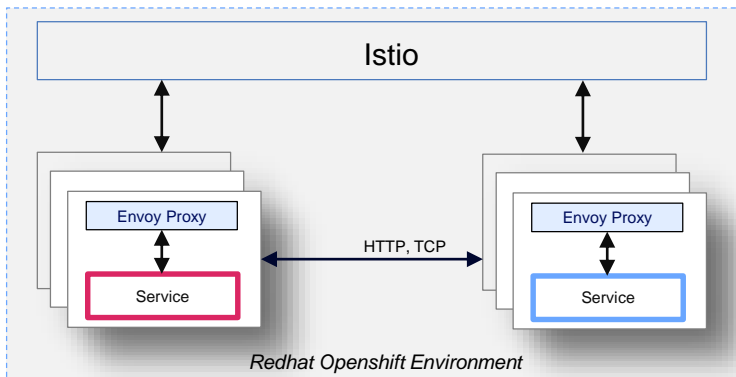 Istio
Envoy Proxy
Envoy Proxy
HTTP, TCP
Service
Service
Redhat Openshift Environment